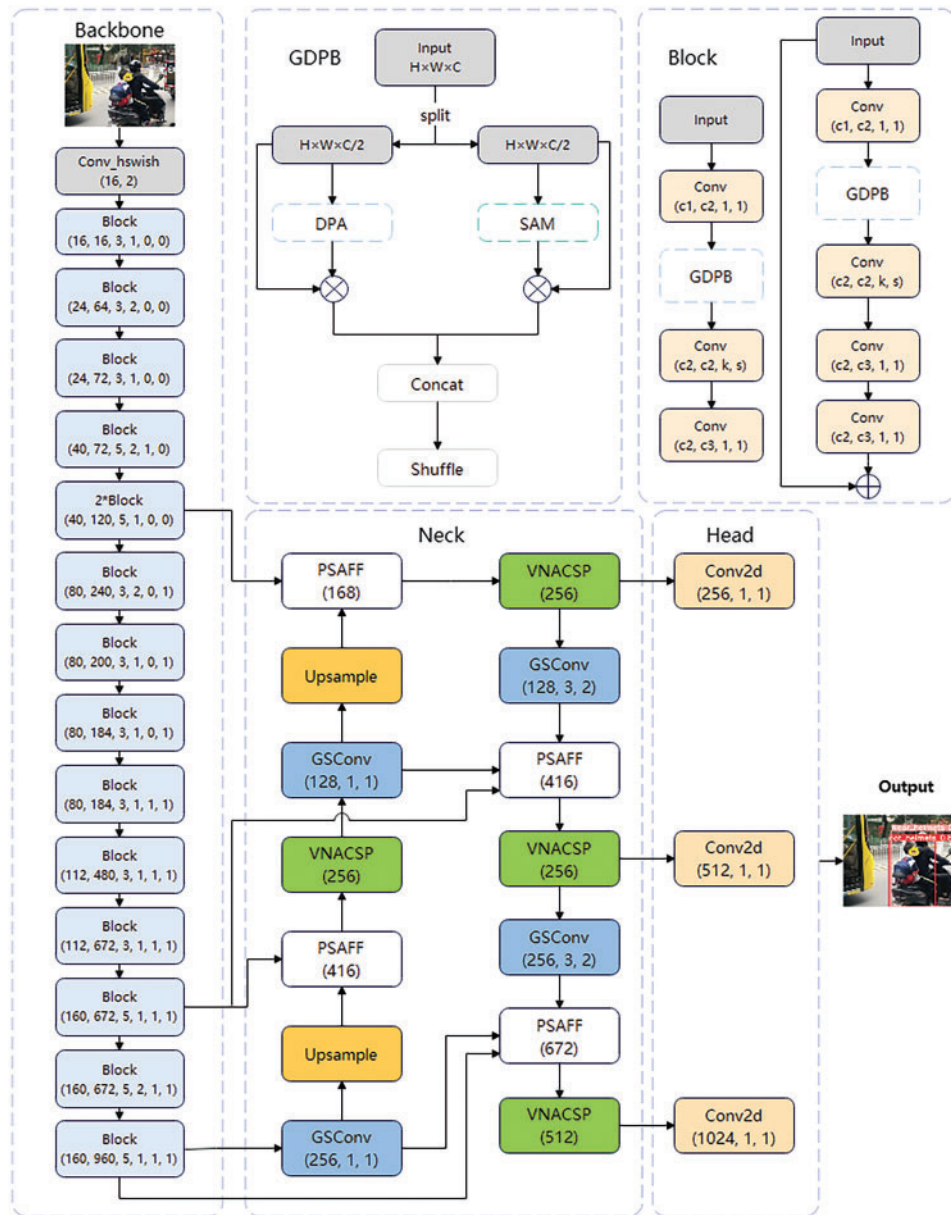 Backbone
Conv_hswish
(16, 2)
Block
(16, 16, 3, 1, 0, 0)
Block
(24, 64, 3, 2, 0, 0)
Block
(24, 72, 3, 1, 0, 0)
Block
(40, 72, 5, 2, 1, 0)
2*Block
(40, 120, 5, 1, 0, 0)
Block
(80, 240, 3, 2, 0, 1)
Block
(80, 200, 3, 1, 0, 1)
Block
(80, 184, 3, 1, 0, 1)
Block
(80, 184, 3, 1, 1, 1)
Block
(112, 480, 3, 1, 1, 1)
Block
(112, 672, 3, 1, 1, 1)
Block
(160, 672, 5, 1, 1, 1)
Block
(160, 672, 5, 2, 1, 1)
Block
(160, 960, 5, 1, 1, 1)
GDPB
Input
H×W×C
split
H×W×C/2
H×W×C/2
DPA
SAM
Concat
Shuffle
Block
Input
Conv
(c1, c2, 1, 1)
GDPB
Conv
(c2, c2, k, s)
Conv
(c2, c3, 1, 1)
Input
Conv
(c1, c2, 1, 1)
GDPB
Conv
(c2, c2, k, s)
Conv
(c2, c3, 1, 1)
Conv
(c2, c3, 1, 1)
Neck
PSAFF
(168)
Upsample
GSConv
(128, 1, 1)
VNACSP
(256)
PSAFF
(416)
Upsample
GSConv
(256, 1, 1)
VNACSP
(256)
GSConv
(128, 3, 2)
PSAFF
(416)
VNACSP
(256)
GSConv
(256, 3, 2)
PSAFF
(672)
VNACSP
(512)
Head
Conv2d
(256, 1, 1)
Conv2d
(512, 1, 1)
Conv2d
(1024, 1, 1)
Output